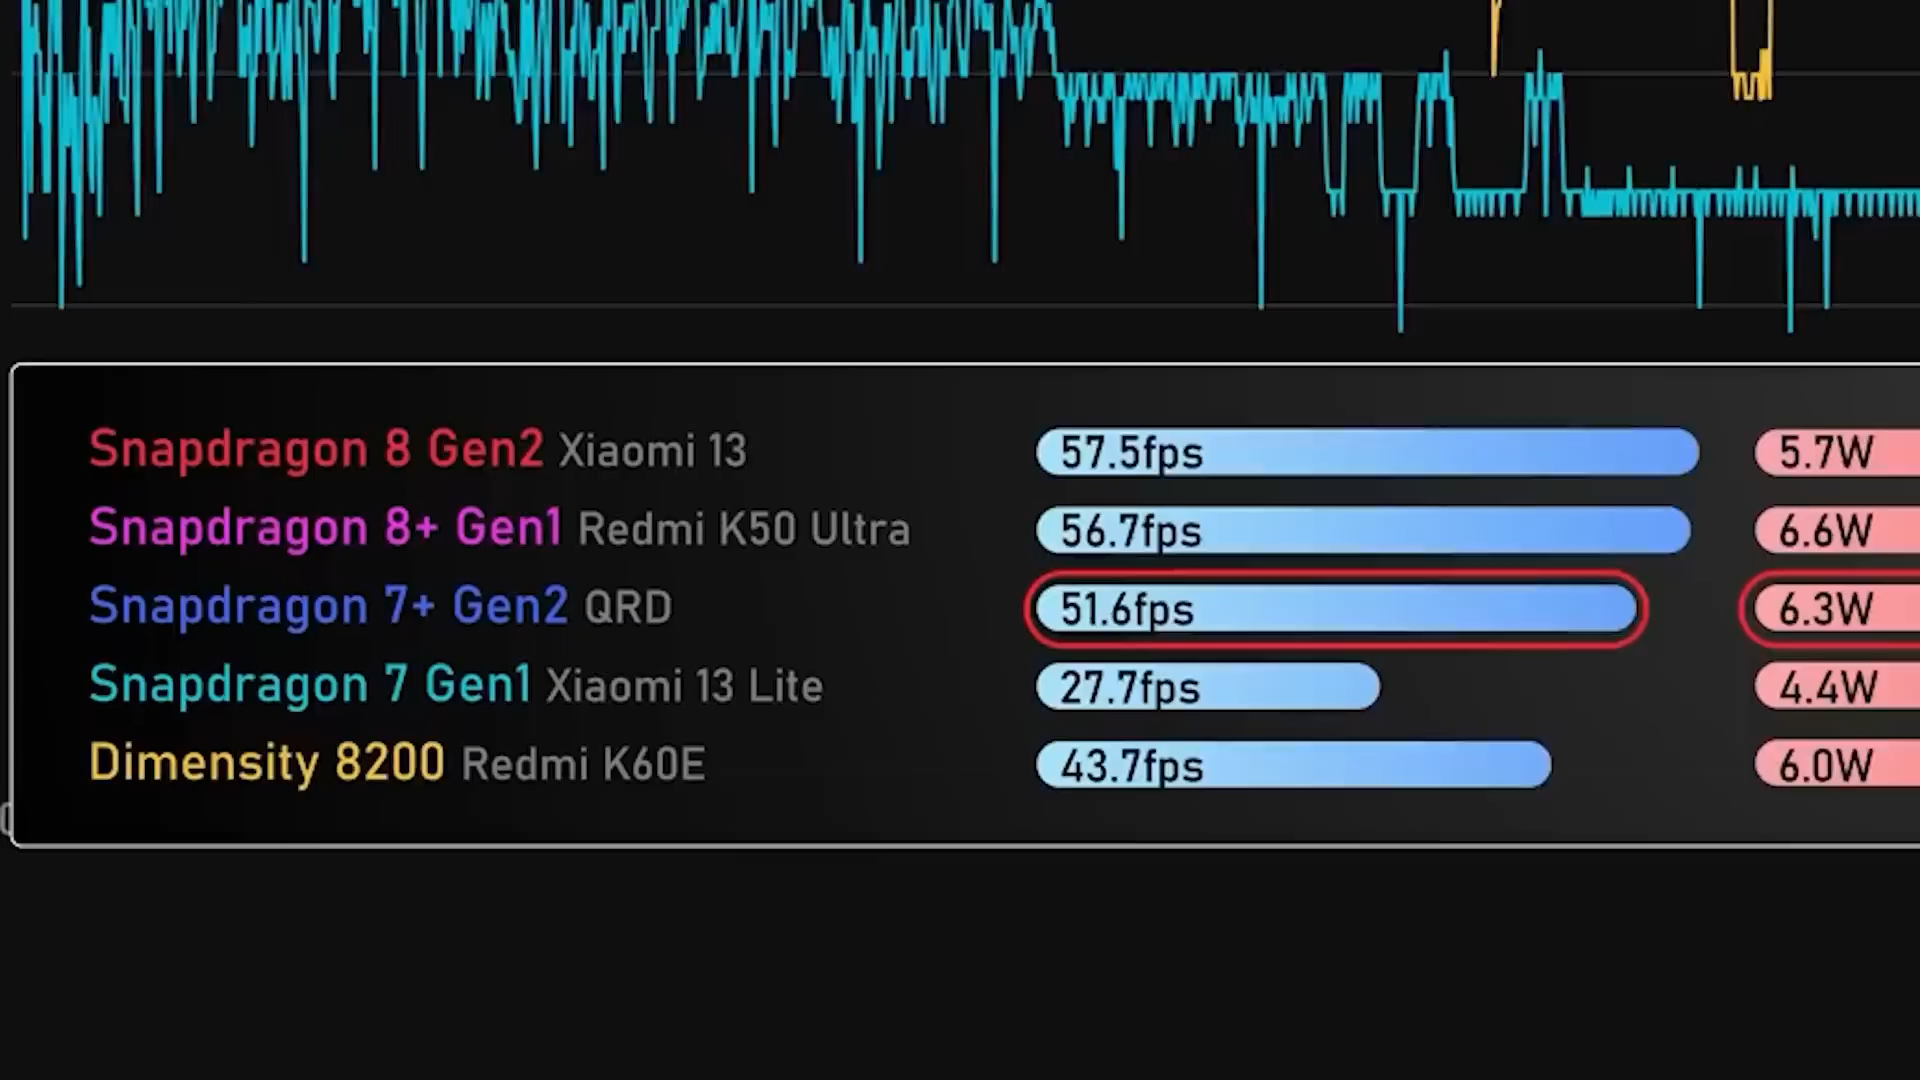 Snapdragon 8 Gen2 Xiaomi 13 57.5fps 5.7W
Snapdragon 8+ Gen1 Redmi K50 Ultra 56.7fps 6.6W
Snapdragon 7+ Gen2 QRD 51.6fps 6.3W
Snapdragon 7 Gen1 Xiaomi 13 Lite 27.7fps 4.4W
Dimensity 8200 Redmi K60E 43.7fps 6.0W